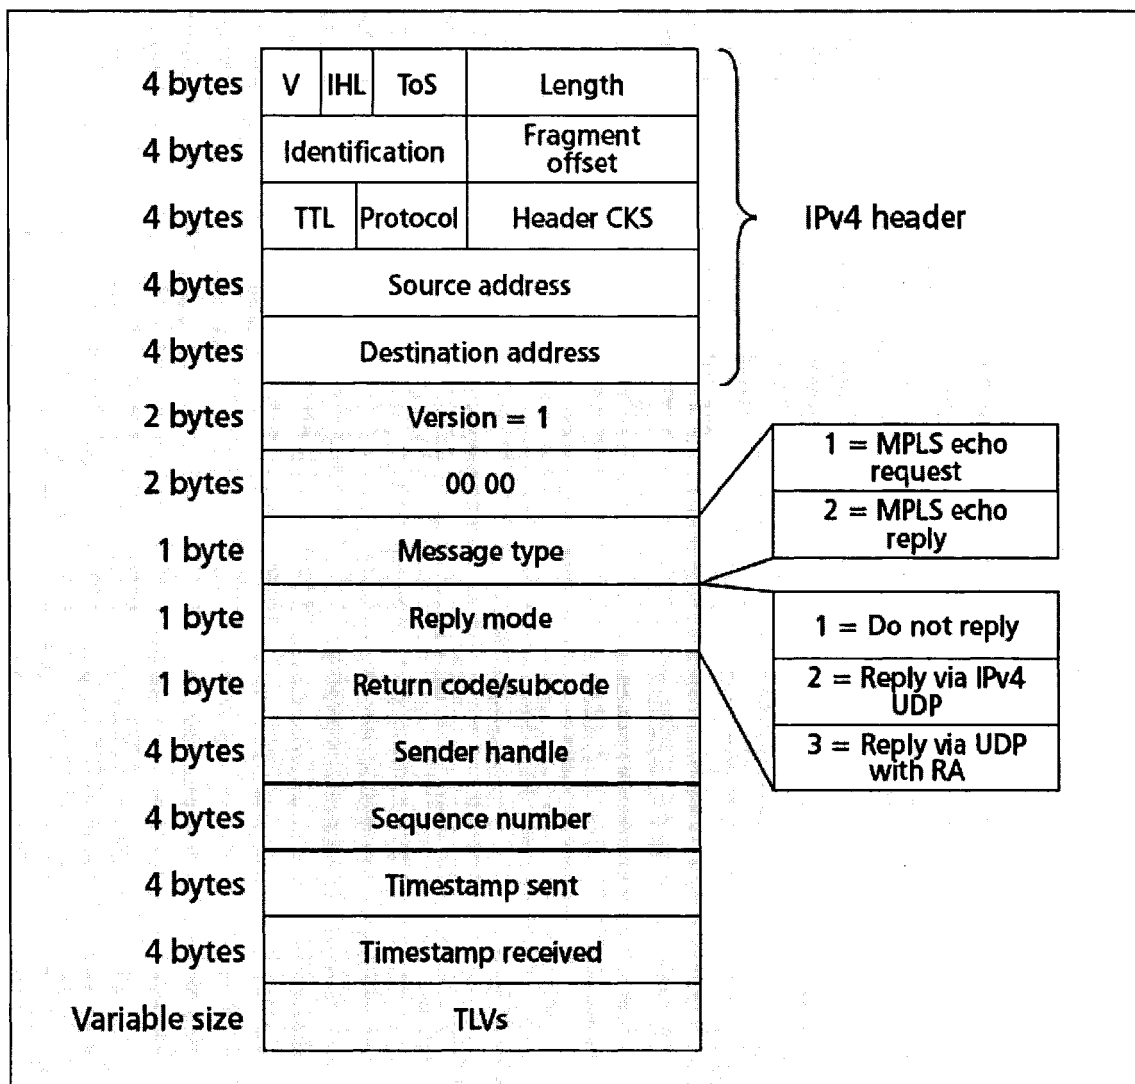 4 bytes V IHL ToS Length
4 bytes Identification Fragment
offset
4 bytes TTL Protocol Header CKS
IPv4 header
4 bytes Source address
4 bytes Destination address
2 bytes Version = 1
2 bytes 00 00
1 = MPLS echo
request
2 = MPLS echo
reply
1 byte Message type
1 byte Reply mode
1 = Do not reply
2 = Reply via IPv4
UDP
3 = Reply via UDP
with RA
1 byte Return code/subcode
4 bytes Sender handle
4 bytes Sequence number
4 bytes Timestamp sent
4 bytes Timestamp received
Variable size TLVs